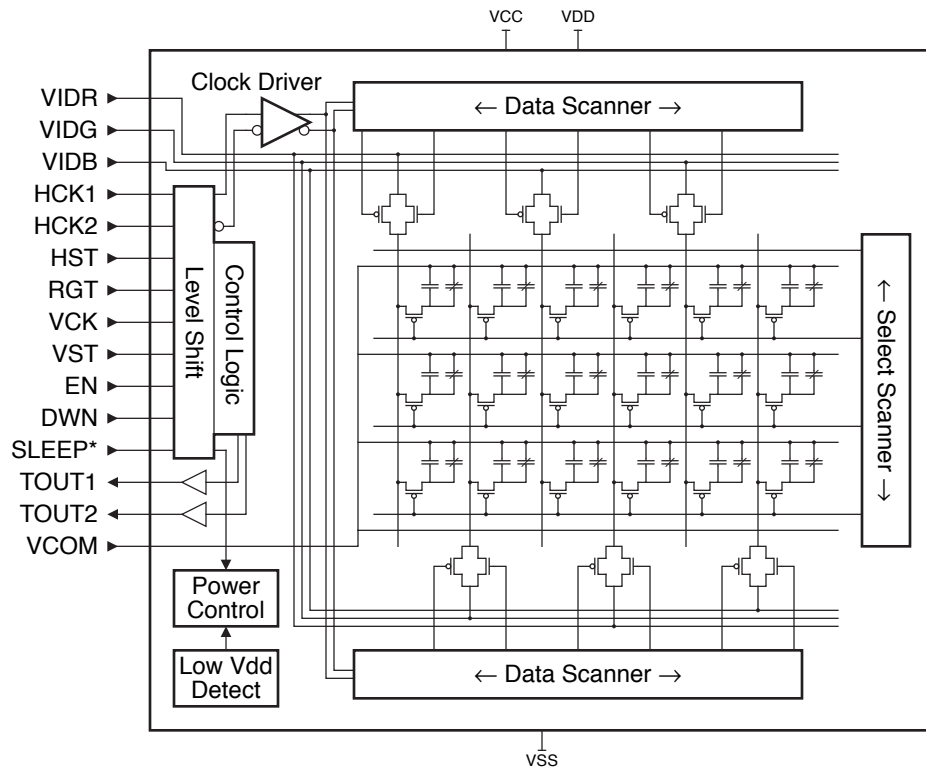 VCC
VDD
Clock Driver
VIDR
VIDG
VIDB
HCK1
HCK2
HST
RGT
VCK
VST
EN
DWN
SLEEP*
TOUT1
TOUT2
VCOM
Level Shift
Control Logic
← Data Scanner →
← Select Scanner →
Power
Control
Low Vdd
Detect
← Data Scanner →
VSS